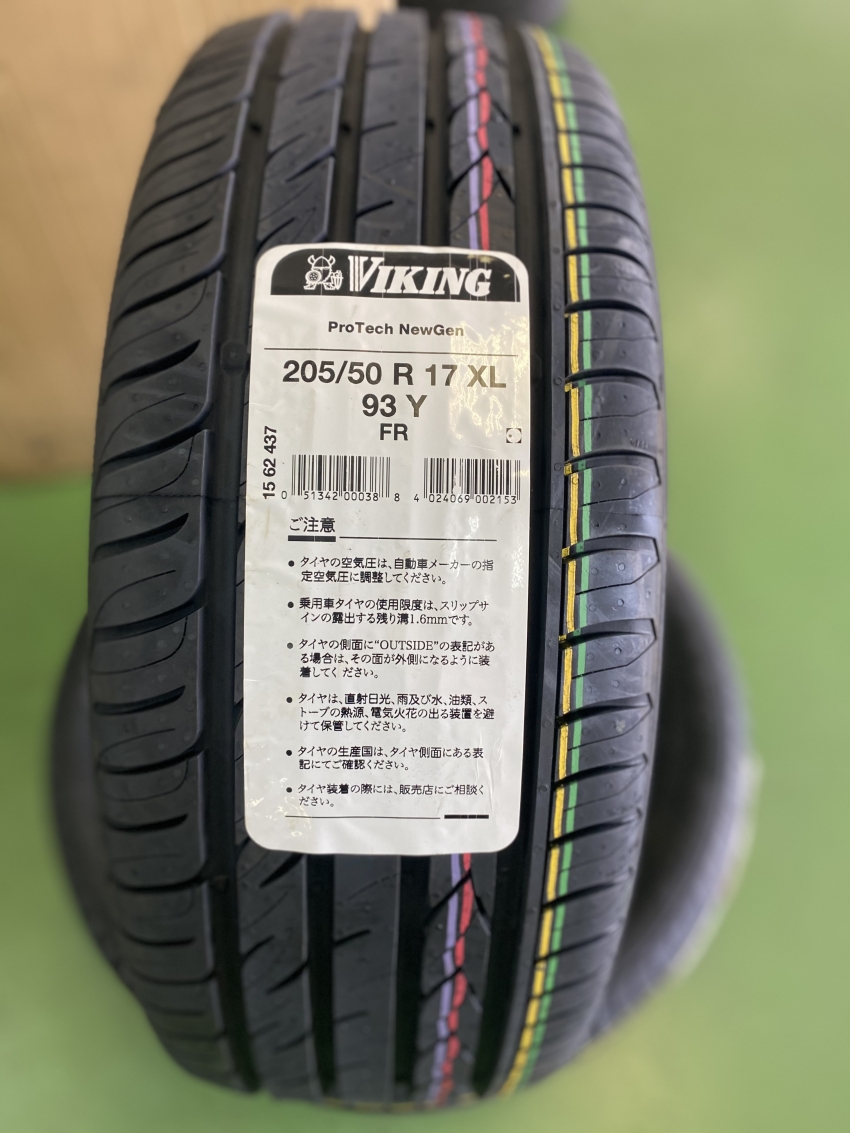 VIKING
ProTech NewGen
205/50 R 17 XL
93 Y
FR
15 62 437
0 51342 00038 8
4 024069 002153
ご注意
● タイヤの空気圧は、自動車メーカーの指
定空気圧に調整してください。
● 乗用車タイヤの使用限度は、スリップサ
インの露出する残り溝1.6mmです。
● タイヤの側面に“OUTSIDE”の表記があ
る場合は、その面が外側になるように装
着してください。
● タイヤは、直射日光、雨及び水、油類、ス
トーブの熱源、電気火花の出る装置を避
けて保管してください。
● タイヤの生産国は、タイヤ側面にある表
記にてご確認ください。
● タイヤ装着の際には、販売店にご相談く
ださい。